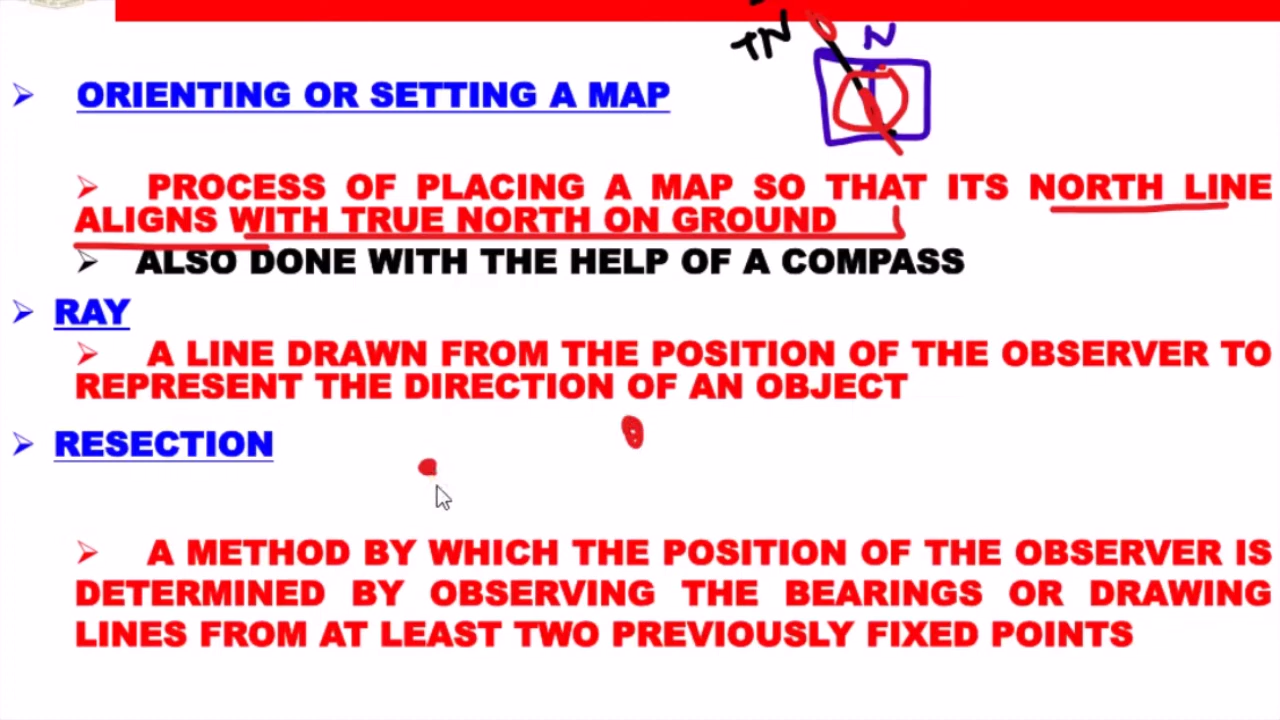 TN
N
ORIENTING OR SETTING A MAP
PROCESS OF PLACING A MAP SO THAT ITS NORTH LINE
ALIGNS WITH TRUE NORTH ON GROUND
ALSO DONE WITH THE HELP OF A COMPASS
RAY
A LINE DRAWN FROM THE POSITION OF THE OBSERVER TO
REPRESENT THE DIRECTION OF AN OBJECT
RESECTION
A METHOD BY WHICH THE POSITION OF THE OBSERVER IS
DETERMINED BY OBSERVING THE BEARINGS OR DRAWING
LINES FROM AT LEAST TWO PREVIOUSLY FIXED POINTS